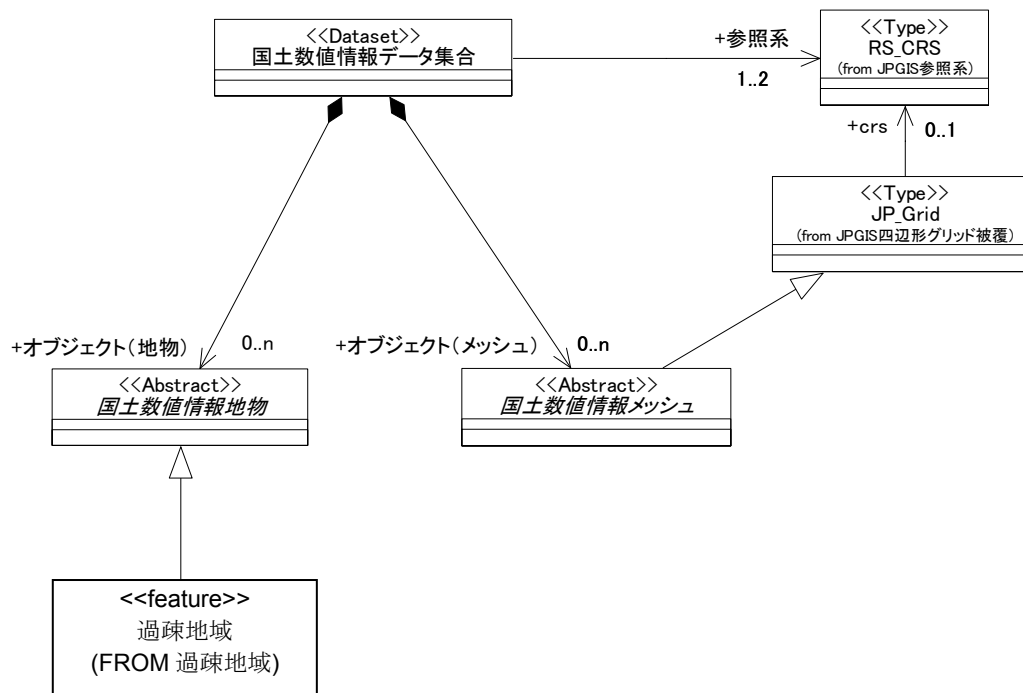 <<Dataset>>
国土数値情報データ集合
+参照系
1..2
<<Type>>
RS_CRS
(from JPGIS参照系)
+crs
0..1
<<Type>>
JP_Grid
(from JPGIS四辺形グリッド被覆)
+オブジェクト(地物)
0..n
+オブジェクト(メッシュ)
0..n
<<Abstract>>
国土数値情報地物
<<Abstract>>
国土数値情報メッシュ
<<feature>>
過疎地域
(FROM 過疎地域)